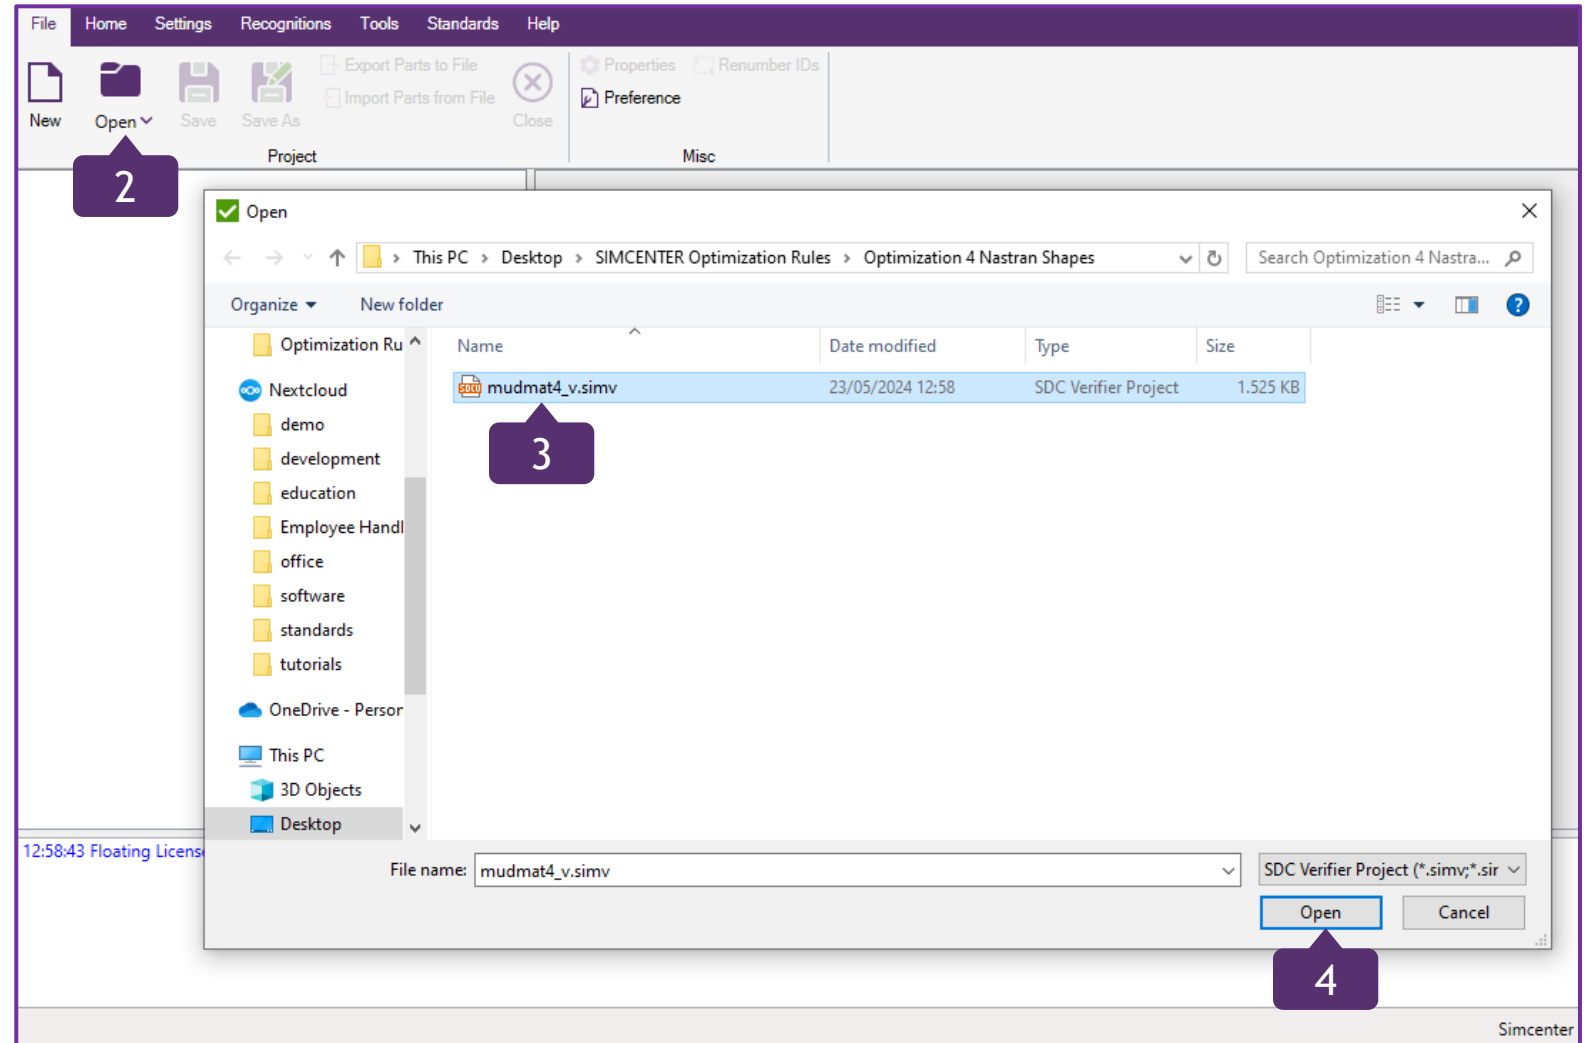 File Home Settings Recognitions Tools Standards Help
Export Parts to File
Properties Renumber IDs
Import Parts from File
Preference
New Open Save Save As Close
Project Misc
2
Open
This PC > Desktop > SIMCENTER Optimization Rules > Optimization 4 Nastran Shapes
Search Optimization 4 Nastra...
Organize New folder
?
Optimization Ru
Name Date modified Type Size
Nextcloud
mudmat4_v.simv 23/05/2024 12:58 SDC Verifier Project 1.525 KB
demo
3
development
education
Employee Handl
office
software
standards
tutorials
OneDrive - Person
This PC
3D Objects
Desktop
12:58:43 Floating License
File name: mudmat4_v.simv
SDC Verifier Project (*.simv;*.sir
Open Cancel
4
Simcenter